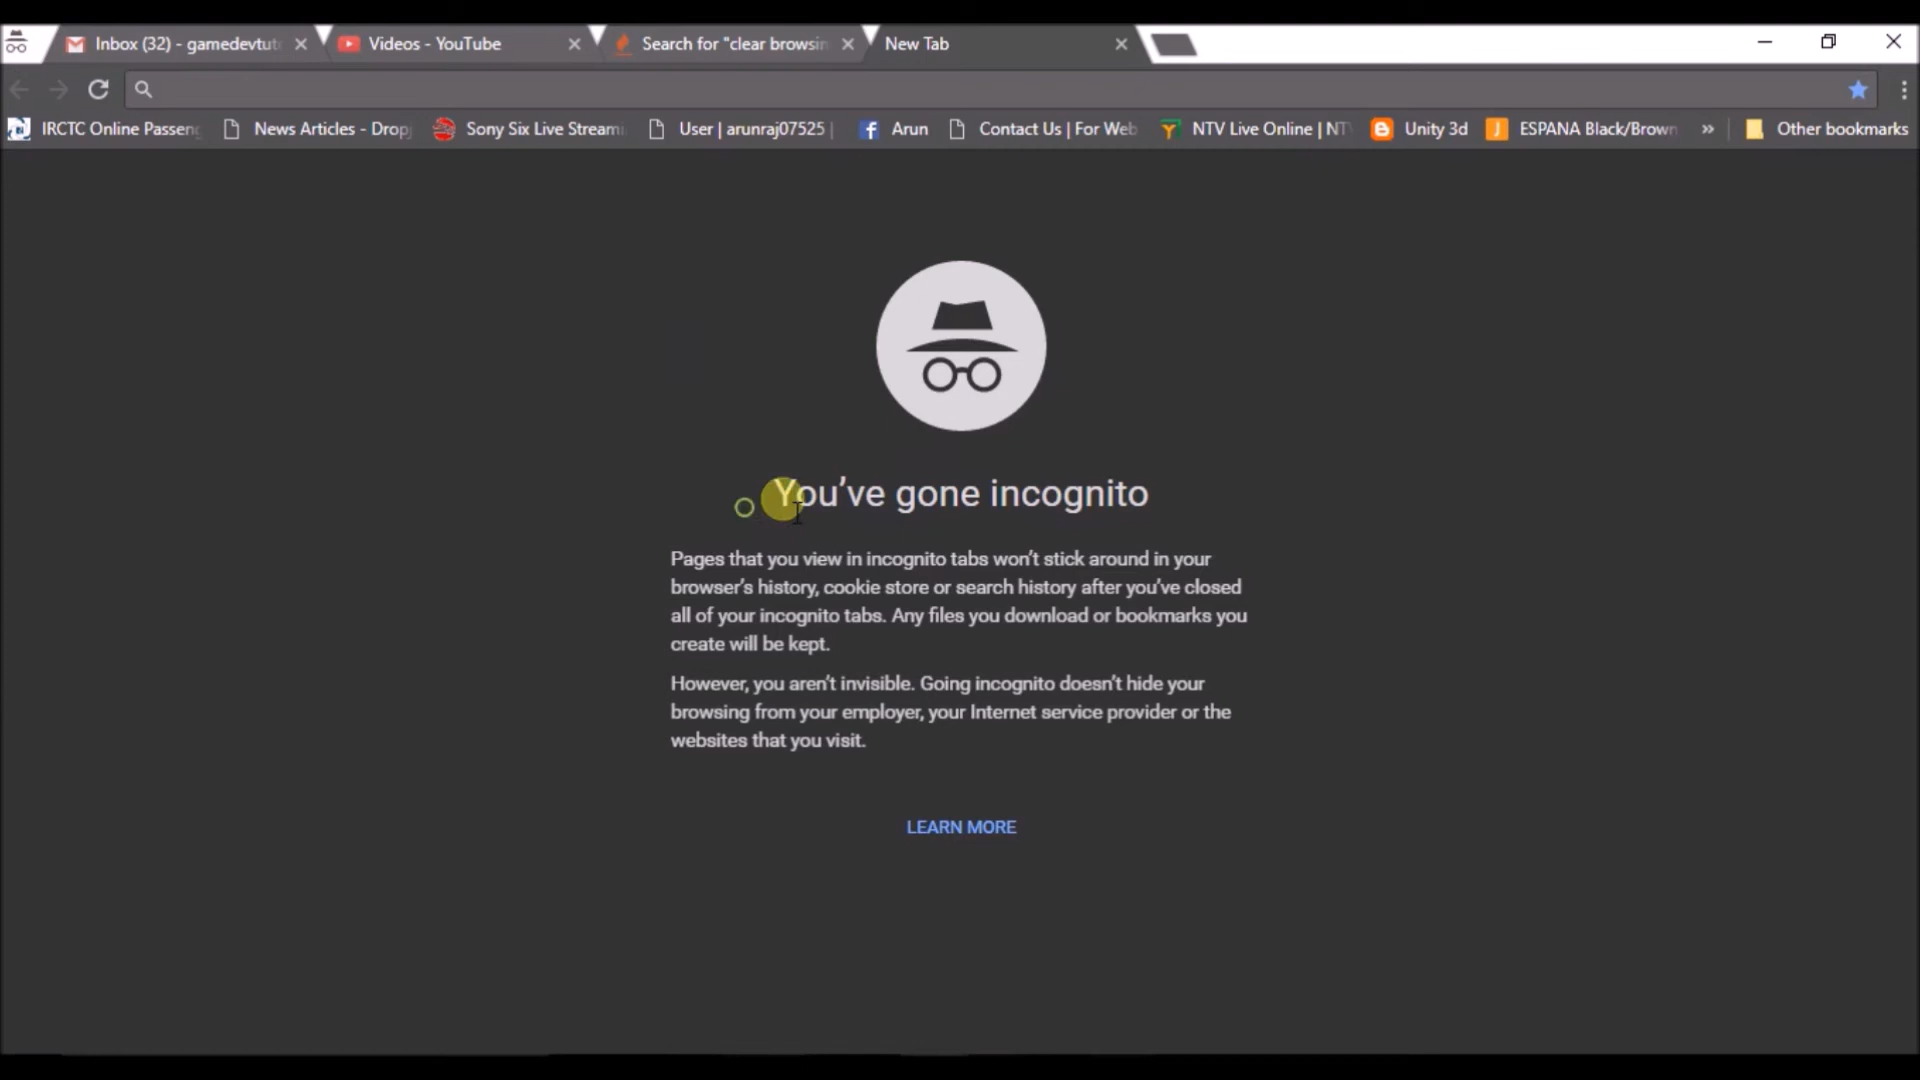 Inbox (32) - gamedevtut
Videos - YouTube
Search for "clear browsin
New Tab
IRCTC Online Passeng
News Articles - Drop
Sony Six Live Streami
User | arunraj07525 |
Arun
Contact Us | For Web
NTV Live Online | NT
Unity 3d
ESPANA Black/Brown
»
Other bookmarks
You've gone incognito
Pages that you view in incognito tabs won't stick around in your
browser's history, cookie store or search history after you've closed
all of your incognito tabs. Any files you download or bookmarks you
create will be kept.
However, you aren't invisible. Going incognito doesn't hide your
browsing from your employer, your Internet service provider or the
websites that you visit.
LEARN MORE